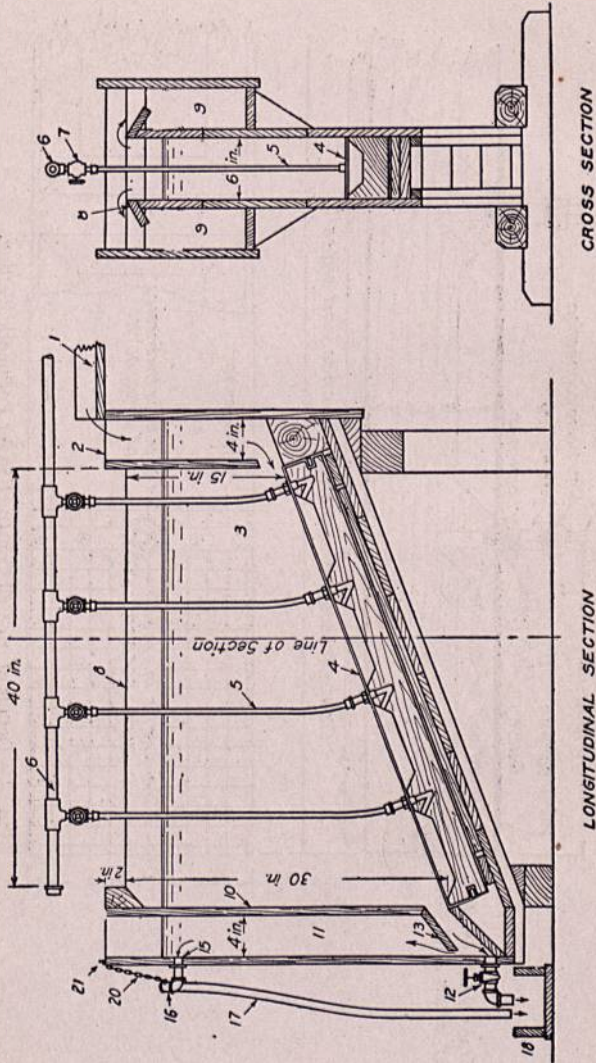 40 in.
6
1
21
20
2 in.
8
2
16
15
4 in.
10
15 in.
4 in.
17
11
30 in.
5
Line of Section
3
4
13
12
18
LONGITUDINAL SECTION
6
7
8
9
9
6 in.
5
4
CROSS SECTION